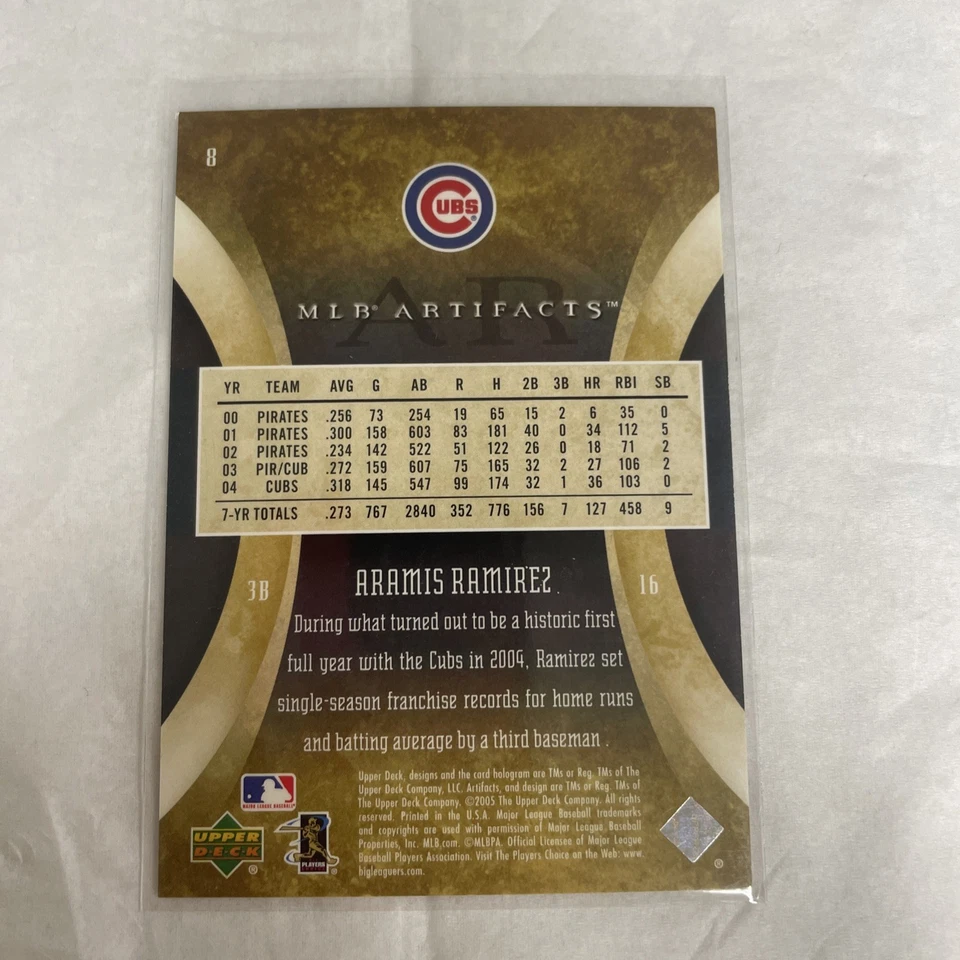 8
CUBS®
AR
MLB® ARTIFACTS™
YR TEAM AVG G AB R H 2B 3B HR RBI SB
00 PIRATES .256 73 254 19 65 15 2 6 35 0
01 PIRATES .300 158 603 83 181 40 0 34 112 5
02 PIRATES .234 142 522 51 122 26 0 18 71 2
03 PIR/CUB .272 159 607 75 165 32 2 27 106 2
04 CUBS .318 145 547 99 174 32 1 36 103 0
7-YR TOTALS .273 767 2840 352 776 156 7 127 458 9
3B ARAMIS RAMIREZ 16
During what turned out to be a historic first
full year with the Cubs in 2004, Ramirez set
single-season franchise records for home runs
and batting average by a third baseman.
Upper Deck, designs and the card hologram are TMs or Reg. TMs of The
Upper Deck Company, LLC. Artifacts, and design are TMs or Reg. TMs of
The Upper Deck Company. ©2005 The Upper Deck Company. All rights
reserved. Printed in the U.S.A. Major League Baseball trademarks
and copyrights are used with permission of Major League Baseball
Properties, Inc. MLB.com. ©MLBPA. Official Licensee of Major League
Baseball Players Association. Visit The Players Choice on the Web: www.
bigleaguers.com.
MAJOR LEAGUE BASEBALL
UPPER
DECK
®
PLAYERS
®
®